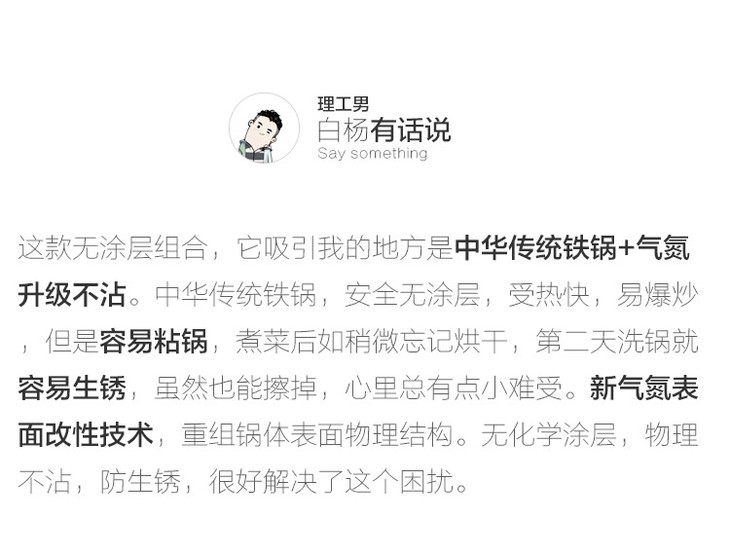 理工男
白杨有话说
Say something
这款无涂层组合，它吸引我的地方是中华传统铁锅+气氮
升级不沾。中华传统铁锅，安全无涂层，受热快，易爆炒
，但是容易粘锅，煮菜后如稍微忘记烘干，第二天洗锅就
容易生锈，虽然也能擦掉，心里总有点小难受。新气氮表
面改性技术，重组锅体表面物理结构。无化学涂层，物理
不沾，防生锈，很好解决了这个困扰。